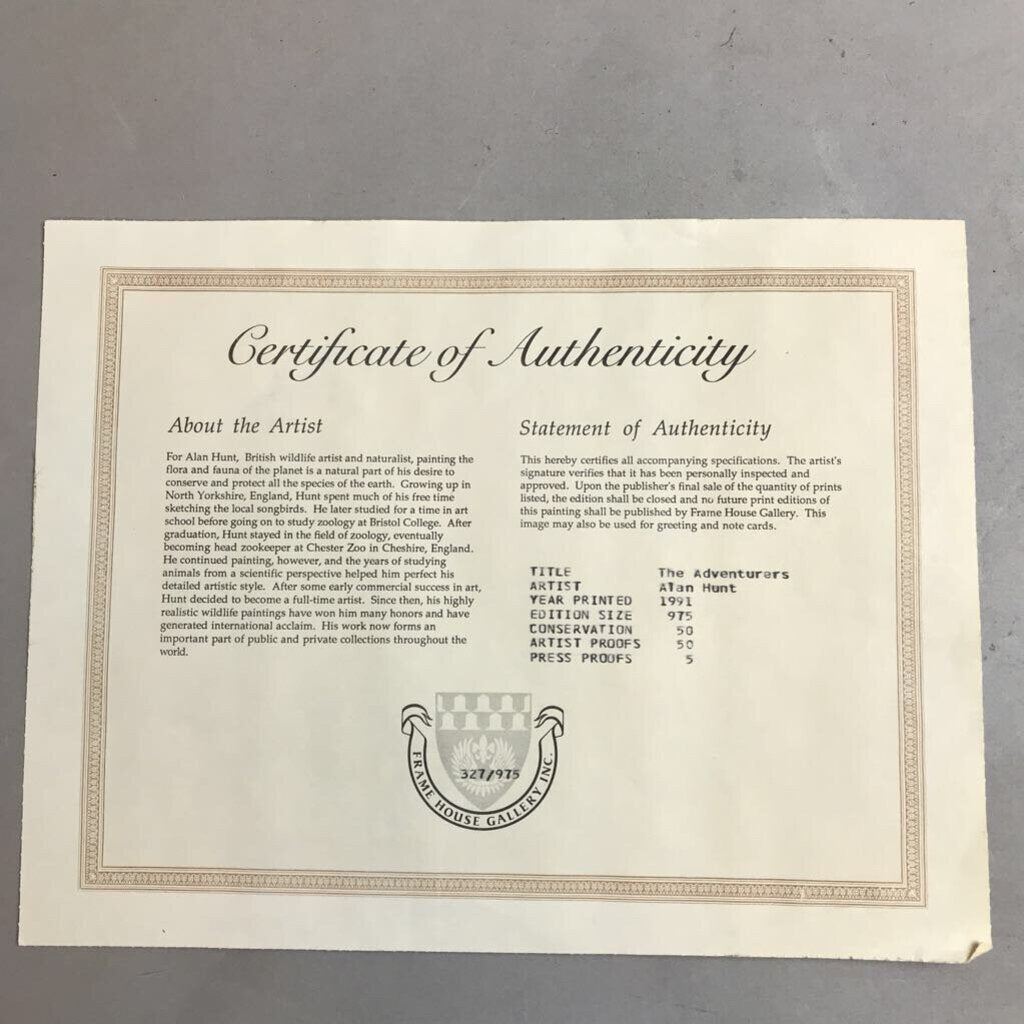 Certificate of Authenticity
About the Artist
For Alan Hunt, British wildlife artist and naturalist, painting the
flora and fauna of the planet is a natural part of his desire to
conserve and protect all the species of the earth. Growing up in
North Yorkshire, England, Hunt spent much of his free time
sketching the local songbirds. He later studied for a time in art
school before going on to study zoology at Bristol College. After
graduation, Hunt stayed in the field of zoology, eventually
becoming head zookeeper at Chester Zoo in Cheshire, England.
He continued painting, however, and the years of studying
animals from a scientific perspective helped him perfect his
detailed artistic style. After some early commercial success in art,
Hunt decided to become a full-time artist. Since then, his highly
realistic wildlife paintings have won him many honors and have
generated international acclaim. His work now forms an
important part of public and private collections throughout the
world.
Statement of Authenticity
This hereby certifies all accompanying specifications. The artist's
signature verifies that it has been personally inspected and
approved. Upon the publisher's final sale of the quantity of prints
listed, the edition shall be closed and no future print editions of
this painting shall be published by Frame House Gallery. This
image may also be used for greeting and note cards.
TITLE The Adventurers
ARTIST Alan Hunt
YEAR PRINTED 1991
EDITION SIZE 975
CONSERVATION 50
ARTIST PROOFS 50
PRESS PROOFS 5
327/975
FRAME HOUSE GALLERY INC.